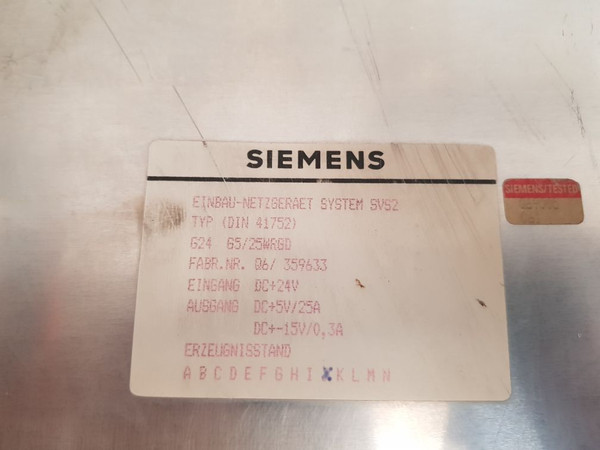 SIEMENS
EINBAU-NETZGERAET SYSTEM SVS2
TYP (DIN 41752)
G24 G5/25WRGD
FABR.NR. Q6/ 359633
EINGANG DC+24V
AUSGANG DC+5V/25A
DC+-15V/0,3A
ERZEUGNISSTAND
A B C D E F G H I X K L M N
SIEMENS/TESTED